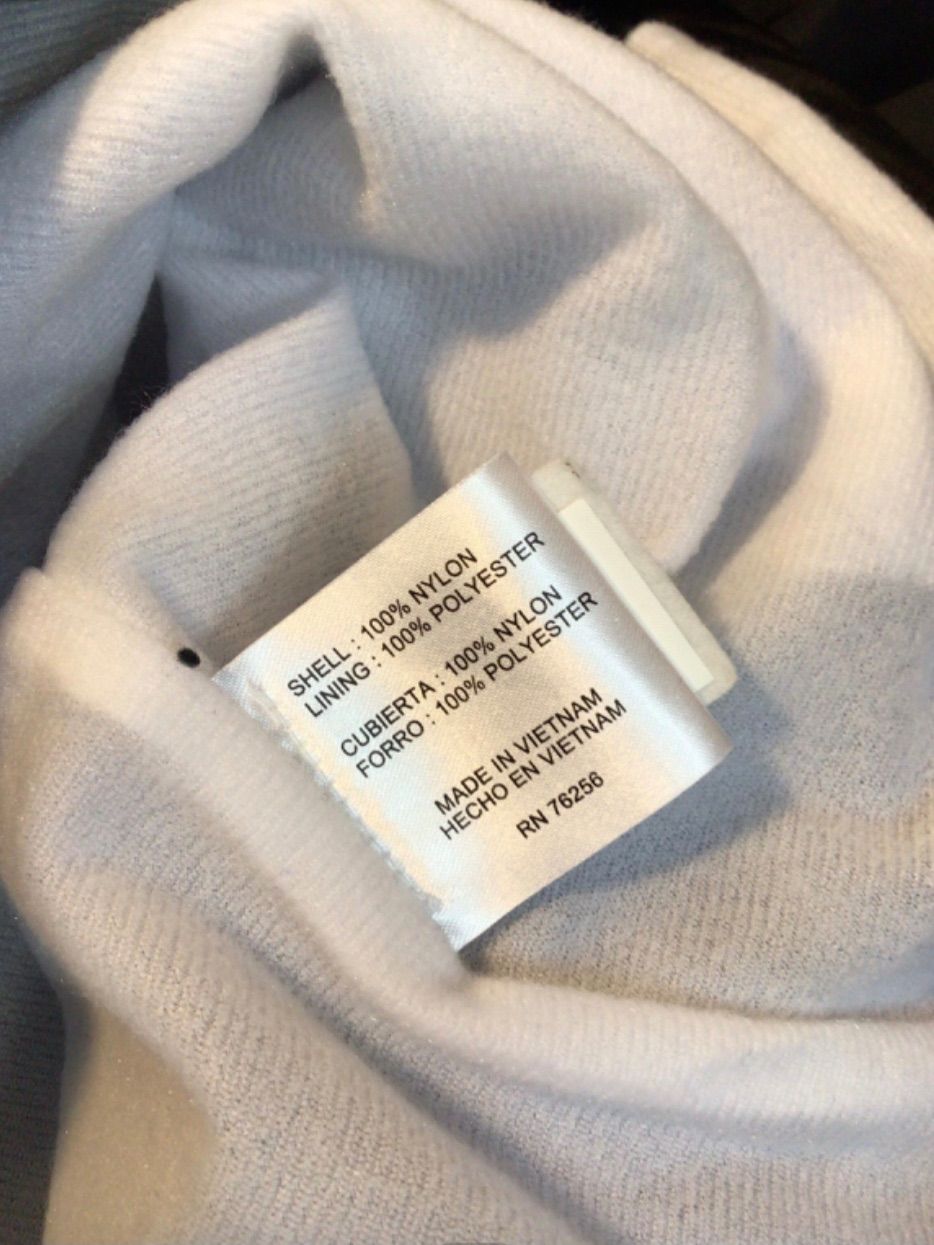 SHELL : 100% NYLON
LINING : 100% POLYESTER
CUBIERTA : 100% NYLON
FORRO : 100% POLYESTER
MADE IN VIETNAM
HECHO EN VIETNAM
RN 76256